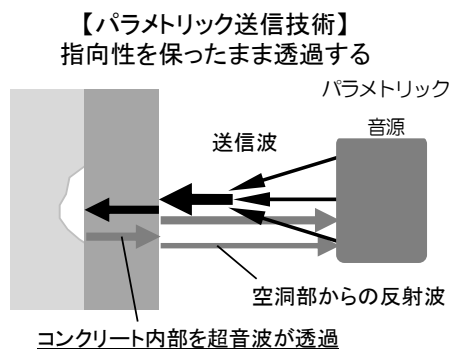 【パラメトリック送信技術】
指向性を保ったまま透過する
パラメトリック
音源
送信波
空洞部からの反射波
コンクリート内部を超音波が透過